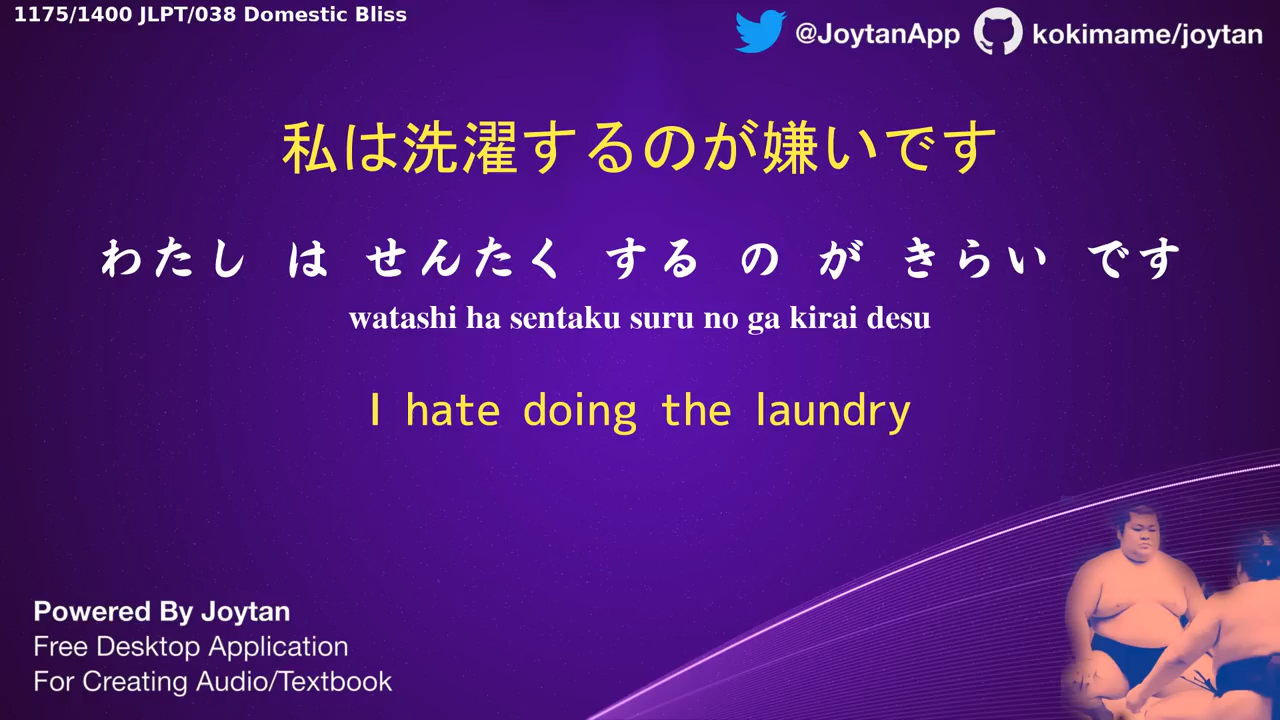 1175/1400 JLPT/038 Domestic Bliss
@JoytanApp kokimame/joytan
私は洗濯するのが嫌いです
わたし は せんたく する の が きらい です
watashi ha sentaku suru no ga kirai desu
I hate doing the laundry
Powered By Joytan
Free Desktop Application
For Creating Audio/Textbook